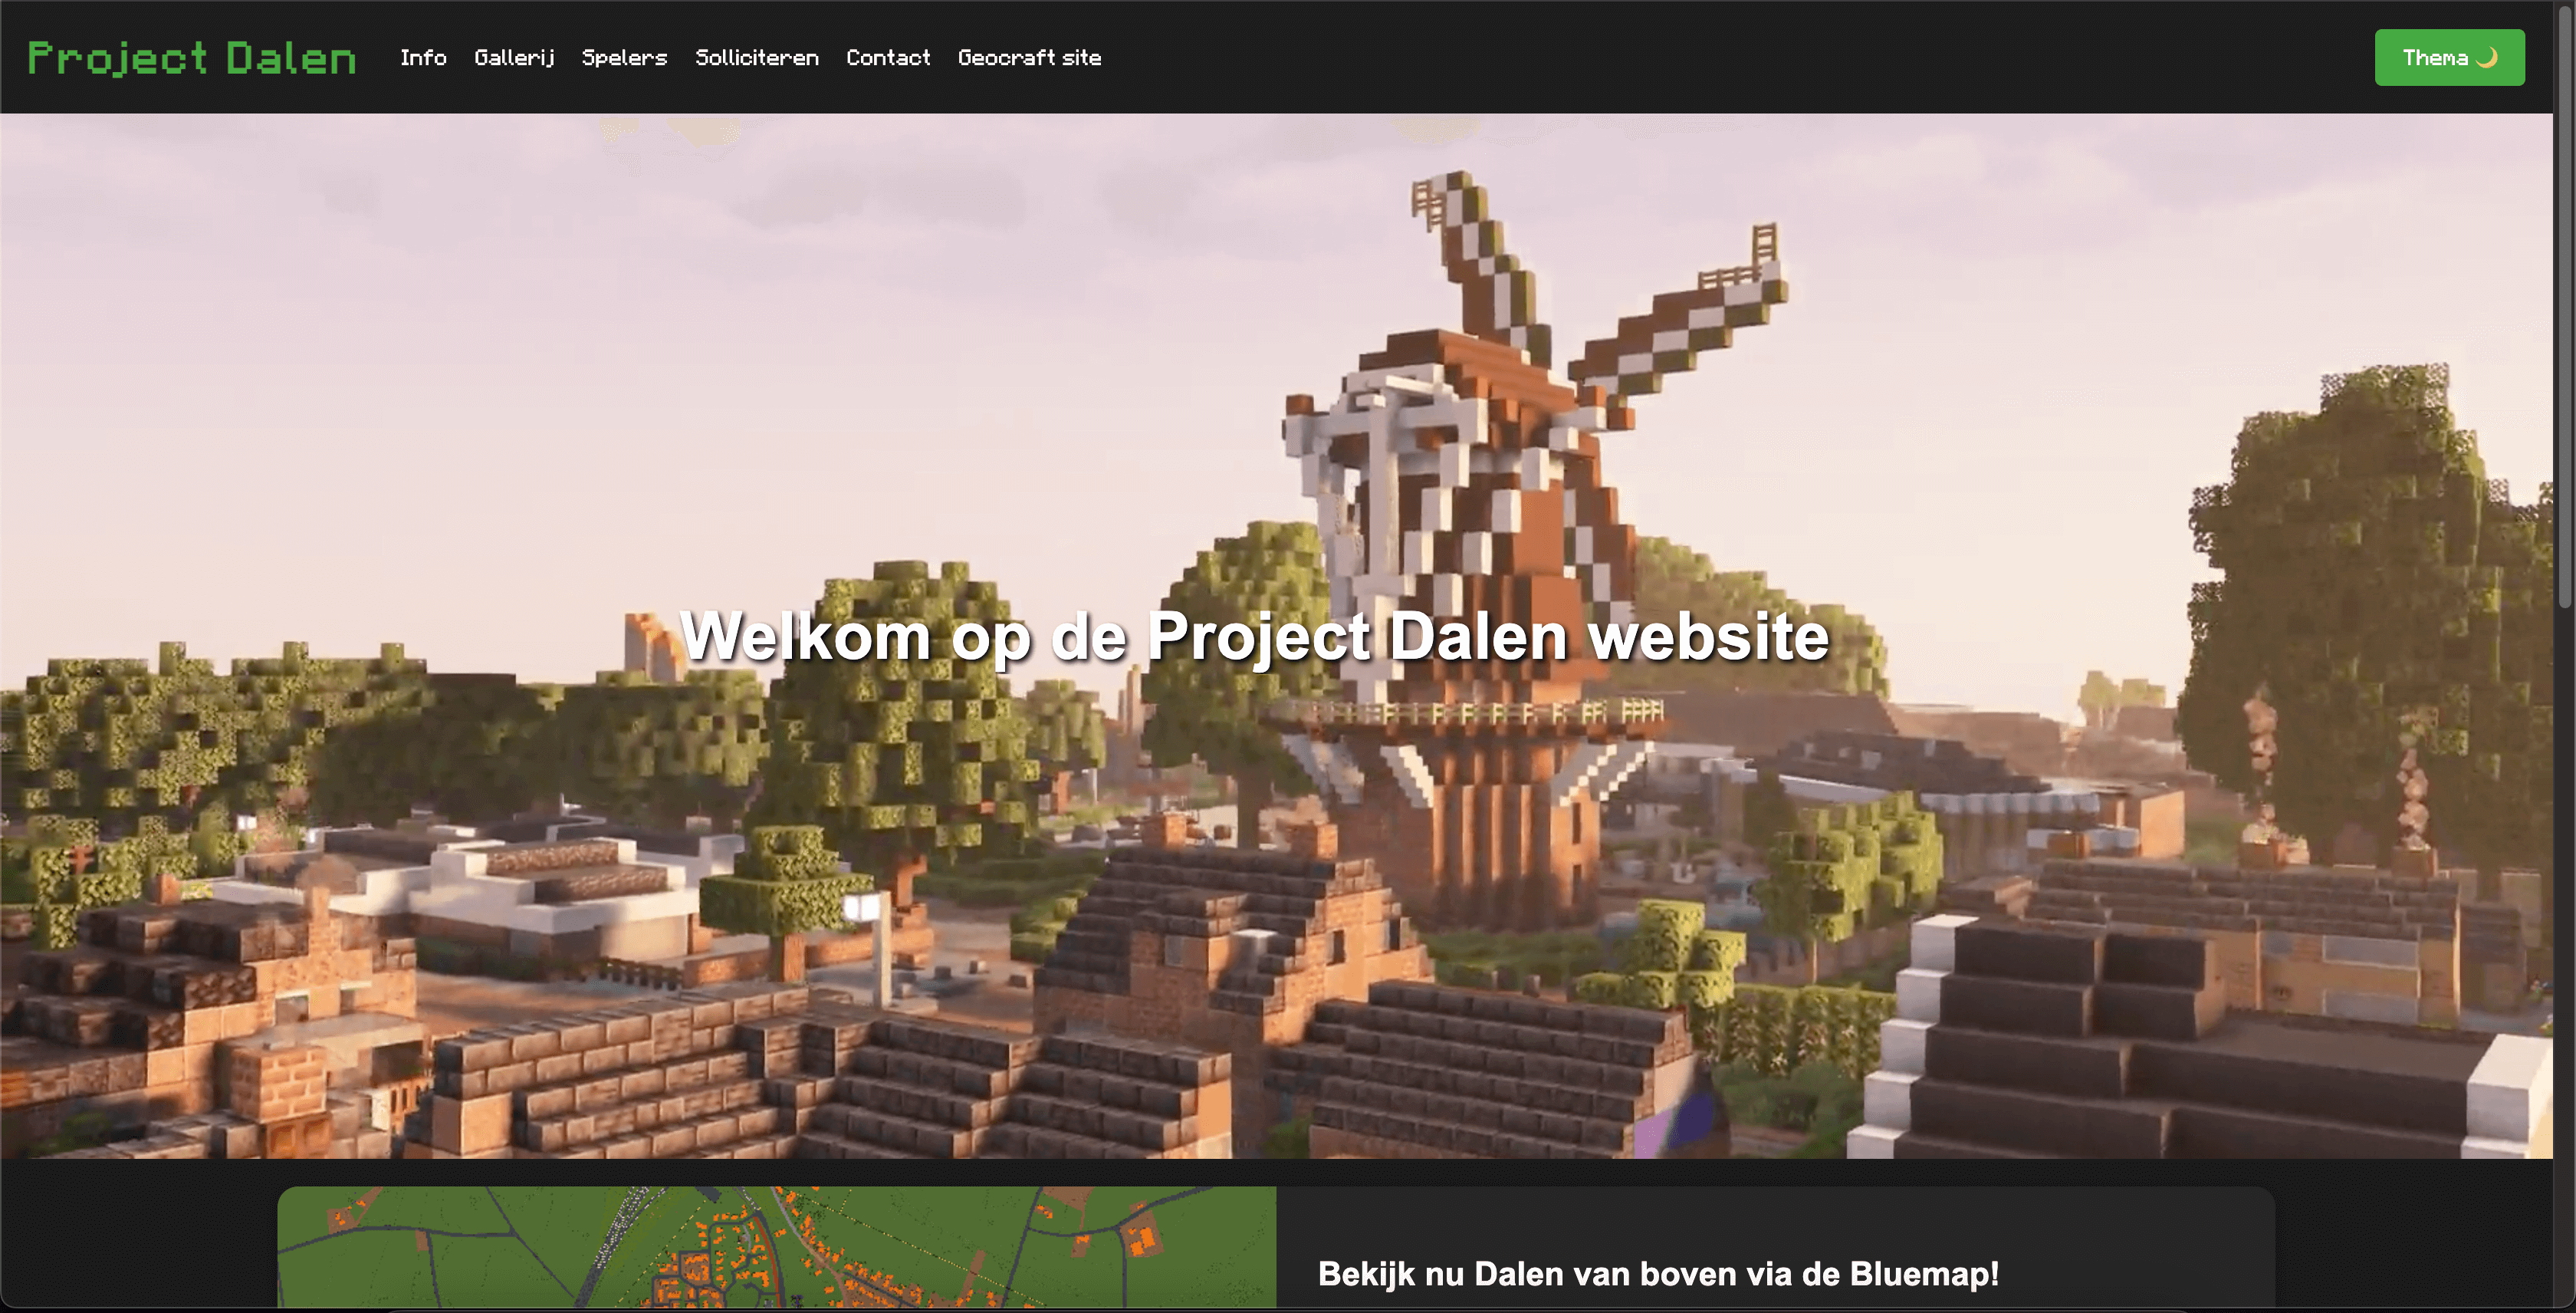 Project Dalen
Info Gallerij Spelers Solliciteren Contact Geocraft site
Thema 🌙
Welkom op de Project Dalen website
Bekijk nu Dalen van boven via de Bluemap!